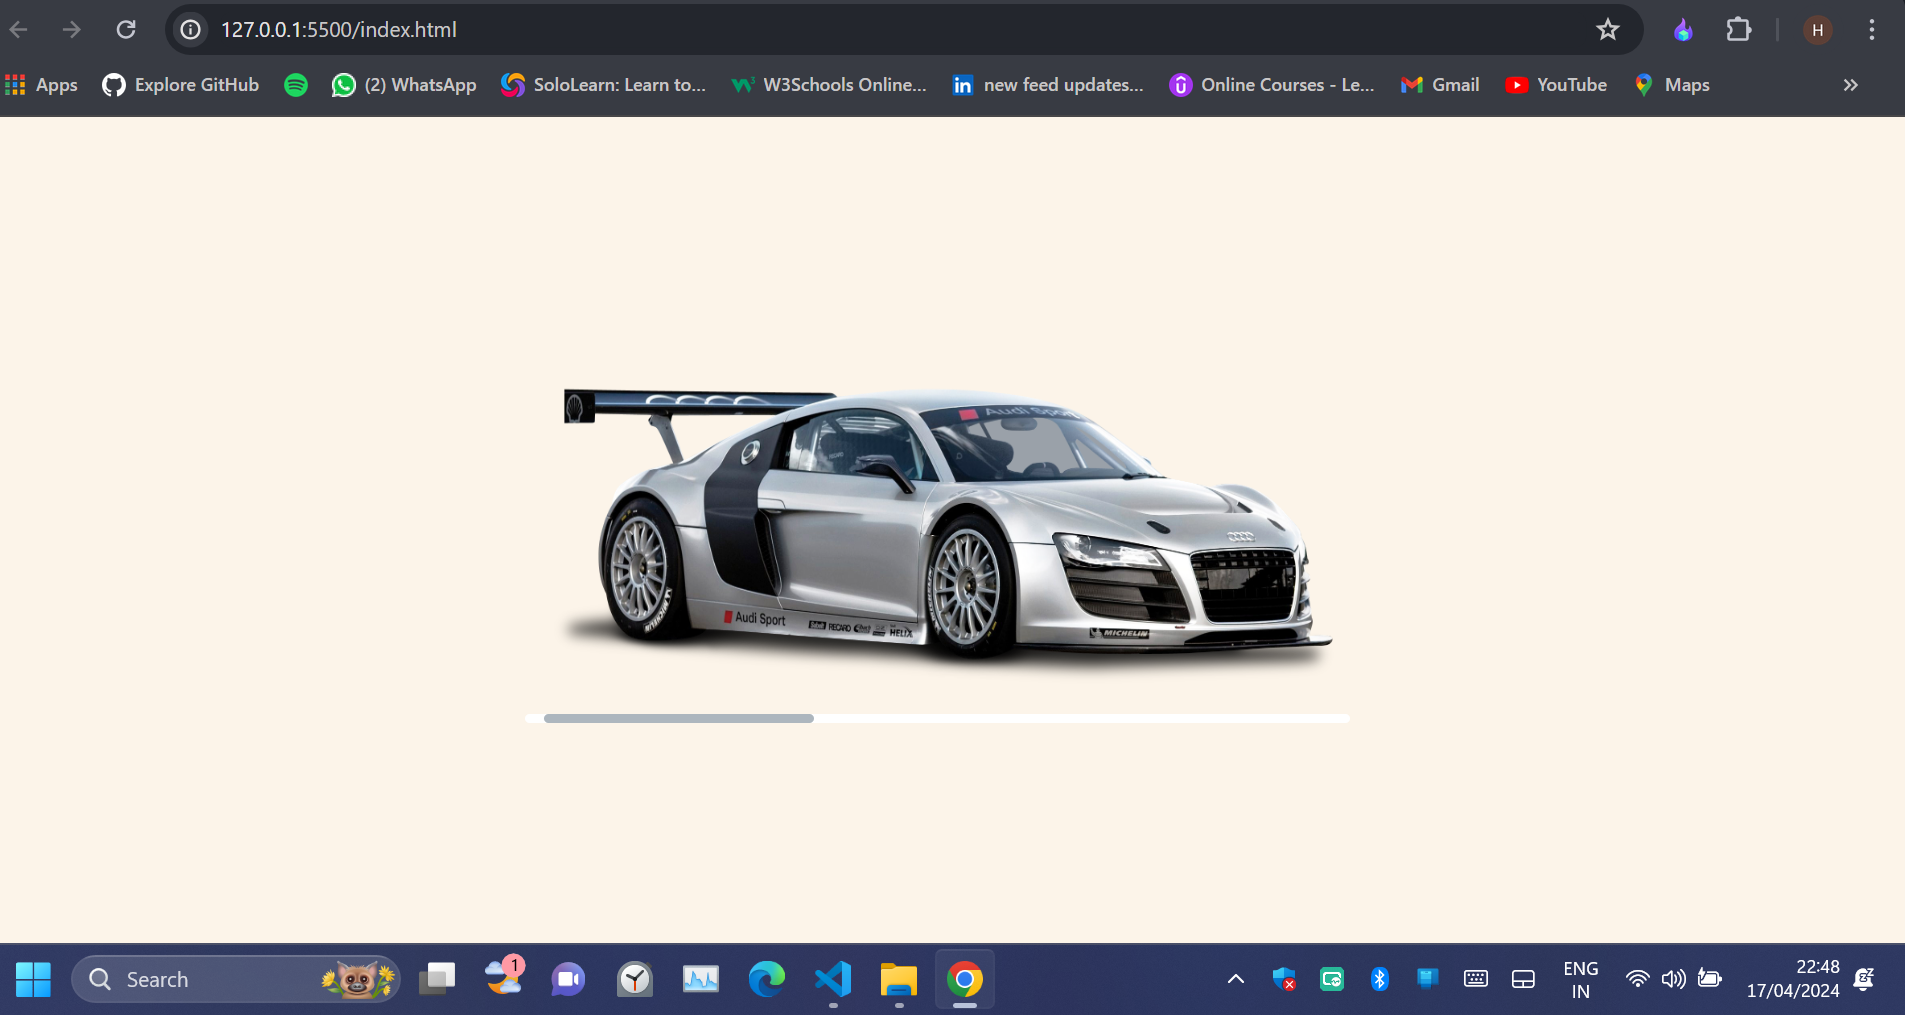 127.0.0.1:5500/index.html
H
Apps
Explore GitHub
(2) WhatsApp
SoloLearn: Learn to...
W3Schools Online...
new feed updates...
Online Courses - Le...
Gmail
YouTube
Maps
Audi Sport
Audi Sport
RECARO
HELIX
MICHELIN
Search
1
ENG
IN
22:48
17/04/2024